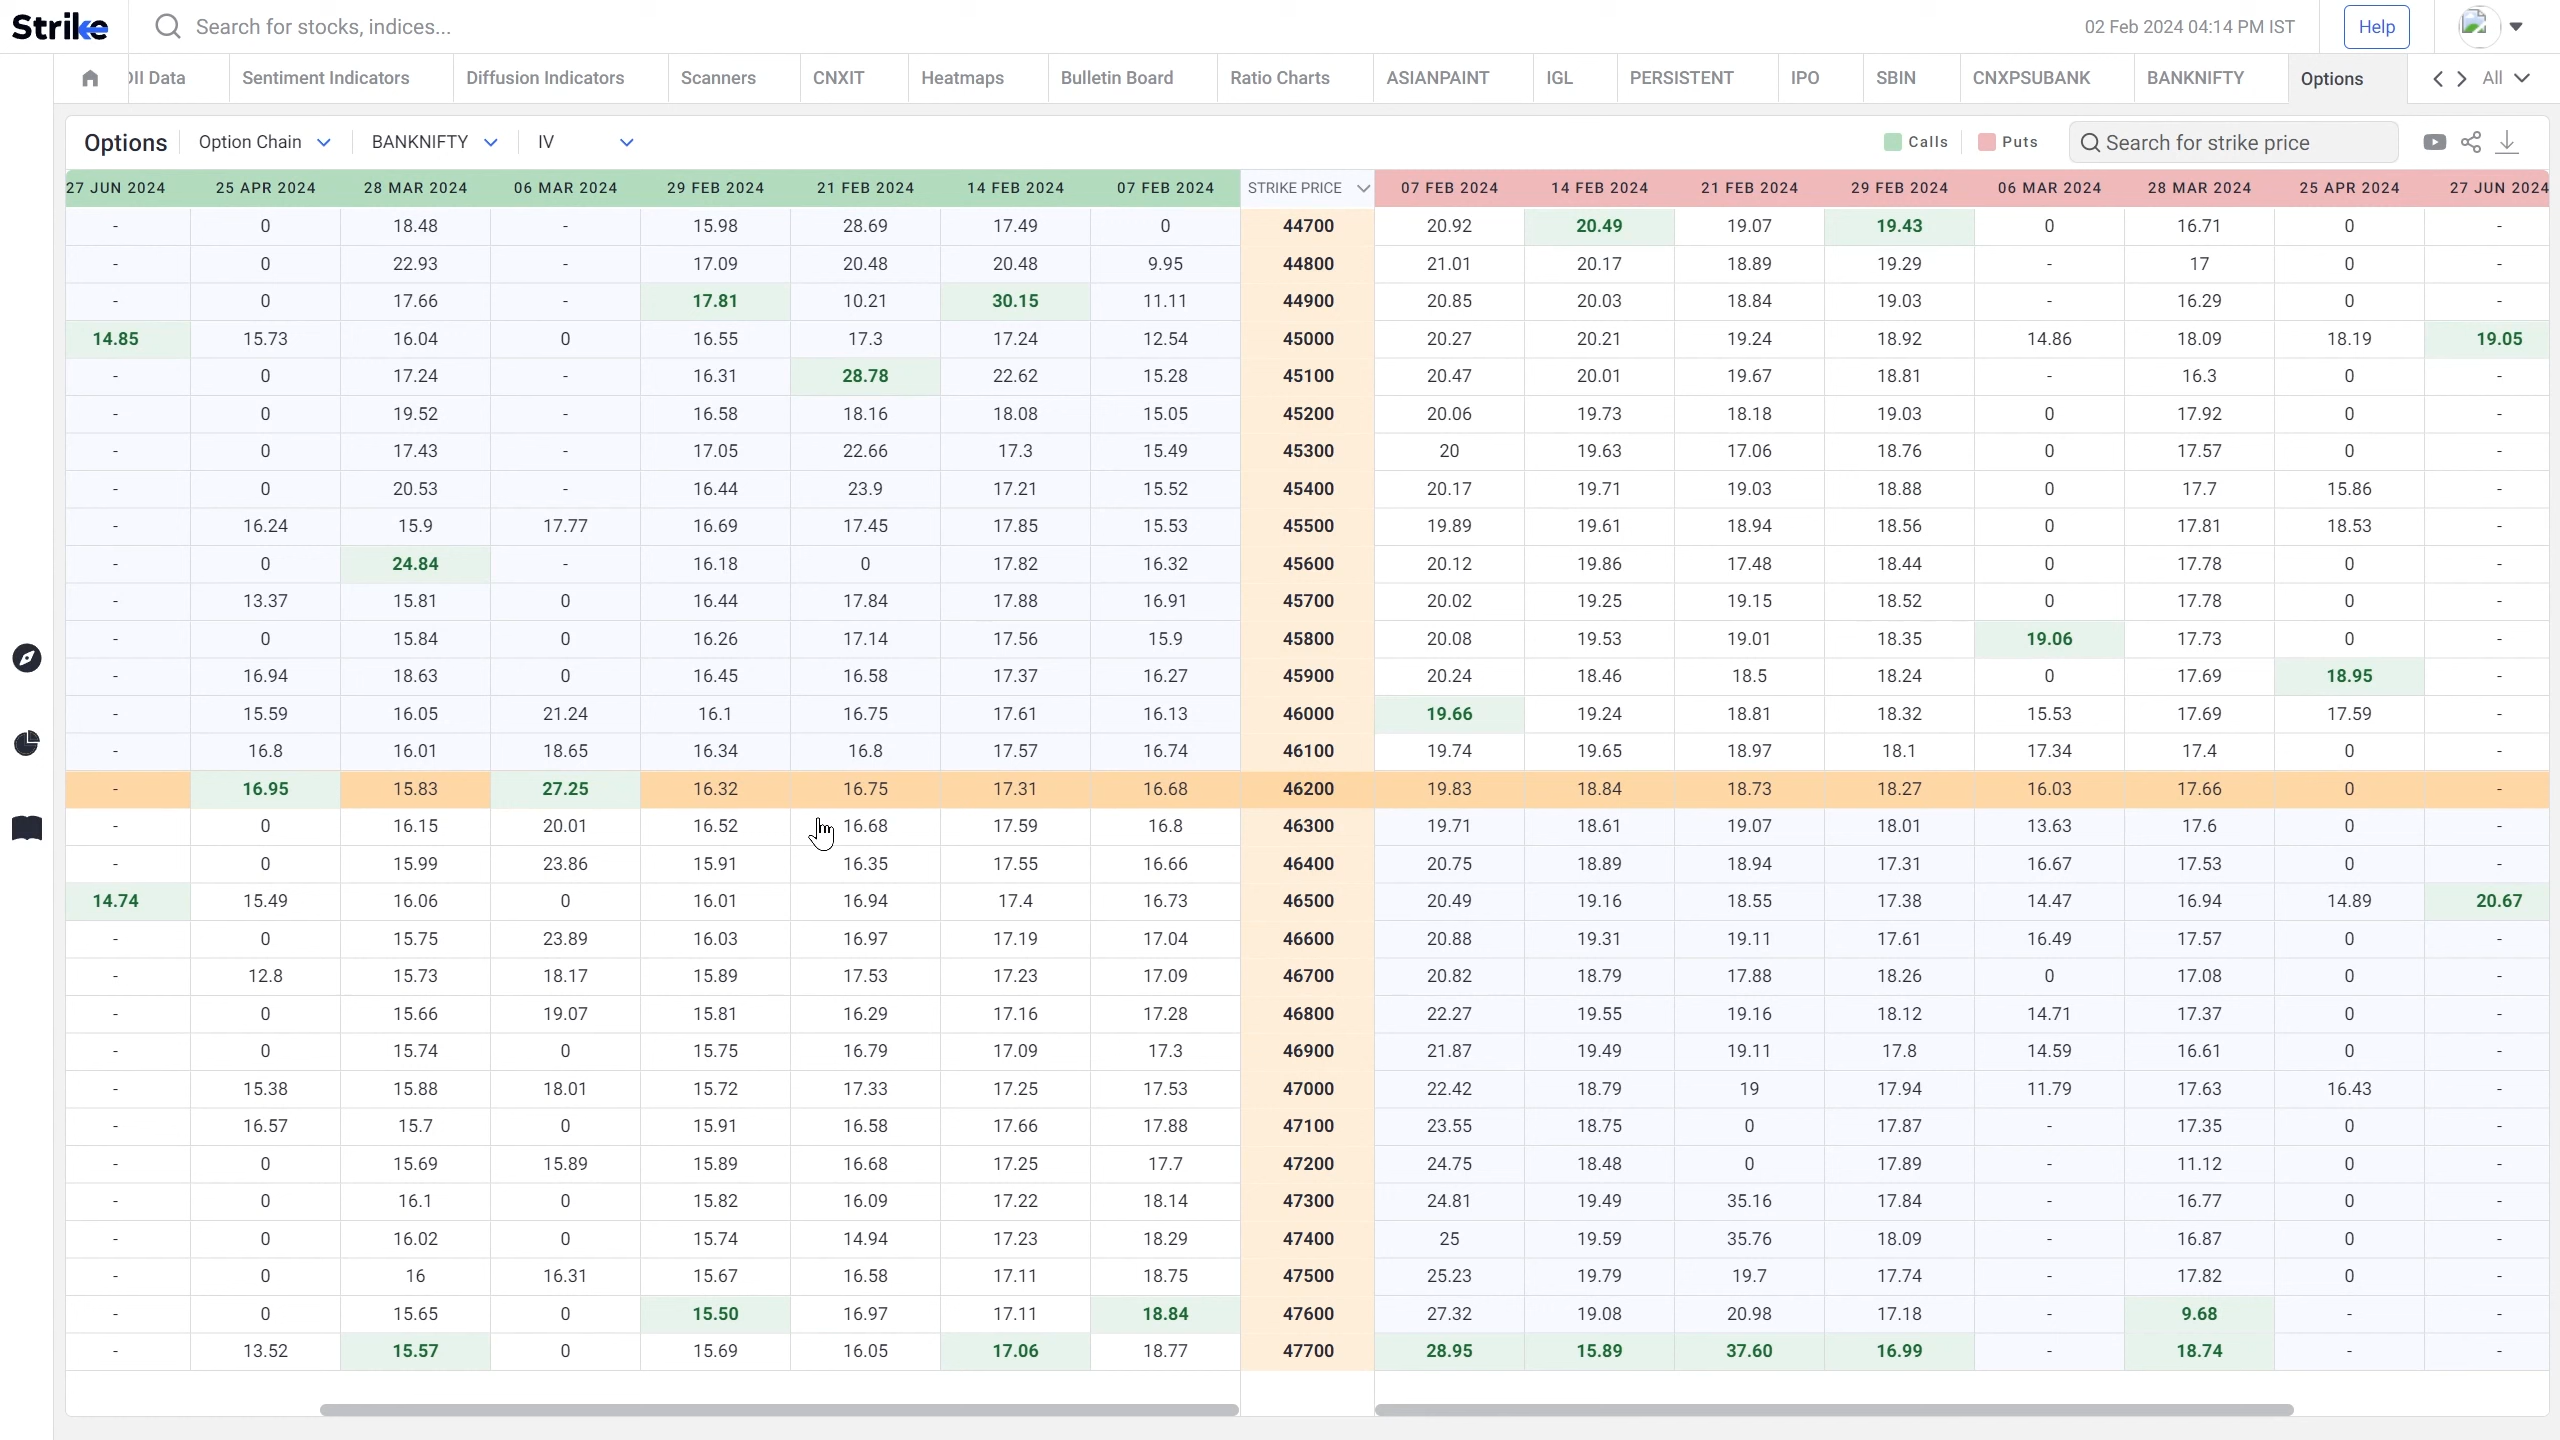 Strike Search for stocks, indices... 02 Feb 2024 04:14 PM IST Help
II Data Sentiment Indicators Diffusion Indicators Scanners CNXIT Heatmaps Bulletin Board Ratio Charts ASIANPAINT IGL PERSISTENT IPO SBIN CNXPSUBANK BANKNIFTY Options All
Options Option Chain BANKNIFTY IV Calls Puts Search for strike price
27 JUN 2024 25 APR 2024 28 MAR 2024 06 MAR 2024 29 FEB 2024 21 FEB 2024 14 FEB 2024 07 FEB 2024 STRIKE PRICE 07 FEB 2024 14 FEB 2024 21 FEB 2024 29 FEB 2024 06 MAR 2024 28 MAR 2024 25 APR 2024 27 JUN 2024
- 0 18.48 - 15.98 28.69 17.49 0 44700 20.92 20.49 19.07 19.43 0 16.71 0 -
- 0 22.93 - 17.09 20.48 20.48 9.95 44800 21.01 20.17 18.89 19.29 - 17 0 -
- 0 17.66 - 17.81 10.21 30.15 11.11 44900 20.85 20.03 18.84 19.03 - 16.29 0 -
14.85 15.73 16.04 0 16.55 17.3 17.24 12.54 45000 20.27 20.21 19.24 18.92 14.86 18.09 18.19 19.05
- 0 17.24 - 16.31 28.78 22.62 15.28 45100 20.47 20.01 19.67 18.81 - 16.3 0 -
- 0 19.52 - 16.58 18.16 18.08 15.05 45200 20.06 19.73 18.18 19.03 0 17.92 0 -
- 0 17.43 - 17.05 22.66 17.3 15.49 45300 20 19.63 17.06 18.76 0 17.57 0 -
- 0 20.53 - 16.44 23.9 17.21 15.52 45400 20.17 19.71 19.03 18.88 0 17.7 15.86 -
- 16.24 15.9 17.77 16.69 17.45 17.85 15.53 45500 19.89 19.61 18.94 18.56 0 17.81 18.53 -
- 0 24.84 - 16.18 0 17.82 16.32 45600 20.12 19.86 17.48 18.44 0 17.78 0 -
- 13.37 15.81 0 16.44 17.84 17.88 16.91 45700 20.02 19.25 19.15 18.52 0 17.78 0 -
- 0 15.84 0 16.26 17.14 17.56 15.9 45800 20.08 19.53 19.01 18.35 19.06 17.73 0 -
- 16.94 18.63 0 16.45 16.58 17.37 16.27 45900 20.24 18.46 18.5 18.24 0 17.69 18.95 -
- 15.59 16.05 21.24 16.1 16.75 17.61 16.13 46000 19.66 19.24 18.81 18.32 15.53 17.69 17.59 -
- 16.8 16.01 18.65 16.34 16.8 17.57 16.74 46100 19.74 19.65 18.97 18.1 17.34 17.4 0 -
- 16.95 15.83 27.25 16.32 16.75 17.31 16.68 46200 19.83 18.84 18.73 18.27 16.03 17.66 0 -
- 0 16.15 20.01 16.52 16.68 17.59 16.8 46300 19.71 18.61 19.07 18.01 13.63 17.6 0 -
- 0 15.99 23.86 15.91 16.35 17.55 16.66 46400 20.75 18.89 18.94 17.31 16.67 17.53 0 -
14.74 15.49 16.06 0 16.01 16.94 17.4 16.73 46500 20.49 19.16 18.55 17.38 14.47 16.94 14.89 20.67
- 0 15.75 23.89 16.03 16.97 17.19 17.04 46600 20.88 19.31 19.11 17.61 16.49 17.57 0 -
- 12.8 15.73 18.17 15.89 17.53 17.23 17.09 46700 20.82 18.79 17.88 18.26 0 17.08 0 -
- 0 15.66 19.07 15.81 16.29 17.16 17.28 46800 22.27 19.55 19.16 18.12 14.71 17.37 0 -
- 0 15.74 0 15.75 16.79 17.09 17.3 46900 21.87 19.49 19.11 17.8 14.59 16.61 0 -
- 15.38 15.88 18.01 15.72 17.33 17.25 17.53 47000 22.42 18.79 19 17.94 11.79 17.63 16.43 -
- 16.57 15.7 0 15.91 16.58 17.66 17.88 47100 23.55 18.75 0 17.87 - 17.35 0 -
- 0 15.69 15.89 15.89 16.68 17.25 17.7 47200 24.75 18.48 0 17.89 - 11.12 0 -
- 0 16.1 0 15.82 16.09 17.22 18.14 47300 24.81 19.49 35.16 17.84 - 16.77 0 -
- 0 16.02 0 15.74 14.94 17.23 18.29 47400 25 19.59 35.76 18.09 - 16.87 0 -
- 0 16 16.31 15.67 16.58 17.11 18.75 47500 25.23 19.79 19.7 17.74 - 17.82 0 -
- 0 15.65 0 15.50 16.97 17.11 18.84 47600 27.32 19.08 20.98 17.18 - 9.68 - -
- 13.52 15.57 0 15.69 16.05 17.06 18.77 47700 28.95 15.89 37.60 16.99 - 18.74 - -